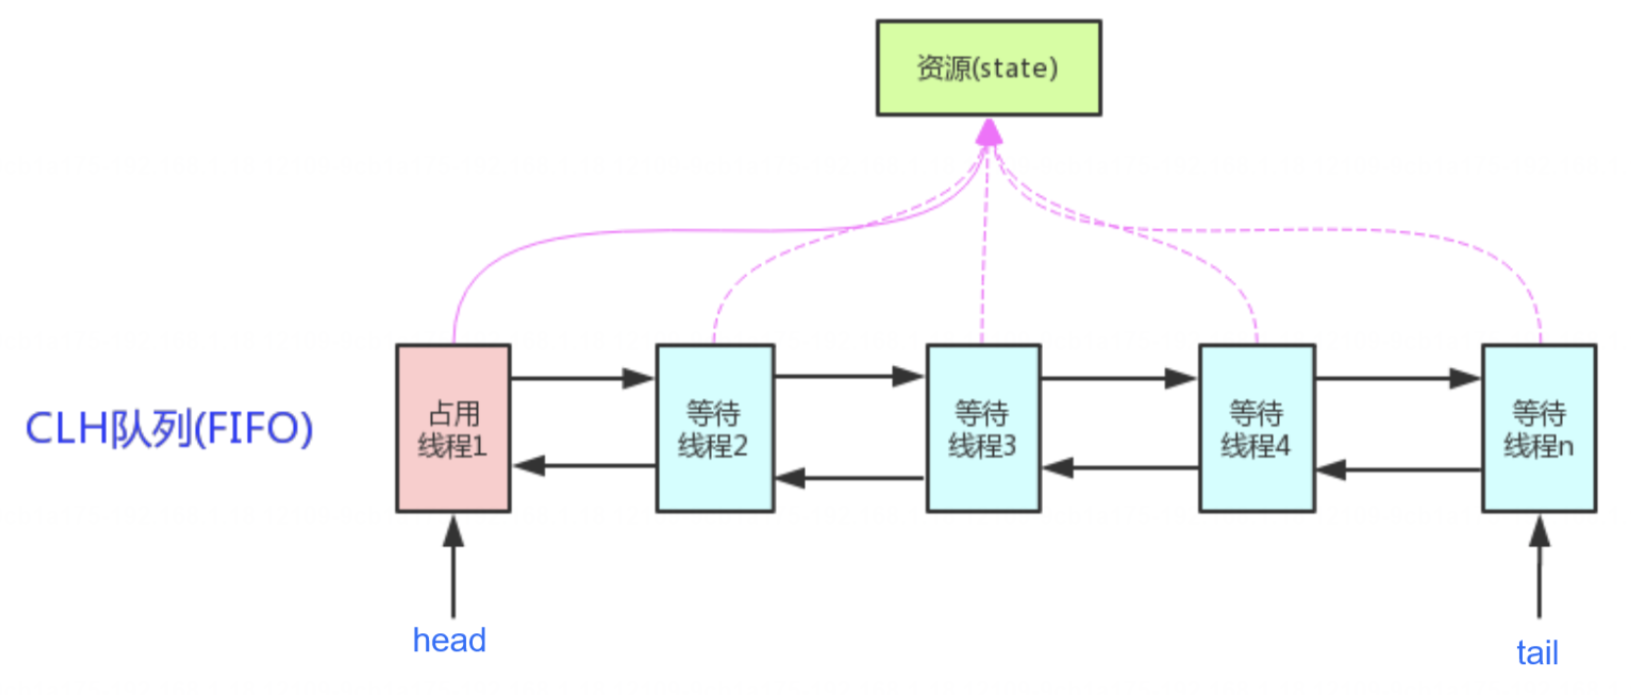 资源(state)
CLH队列(FIFO)
占用
线程1
等待
线程2
等待
线程3
等待
线程4
等待
线程n
head
tail